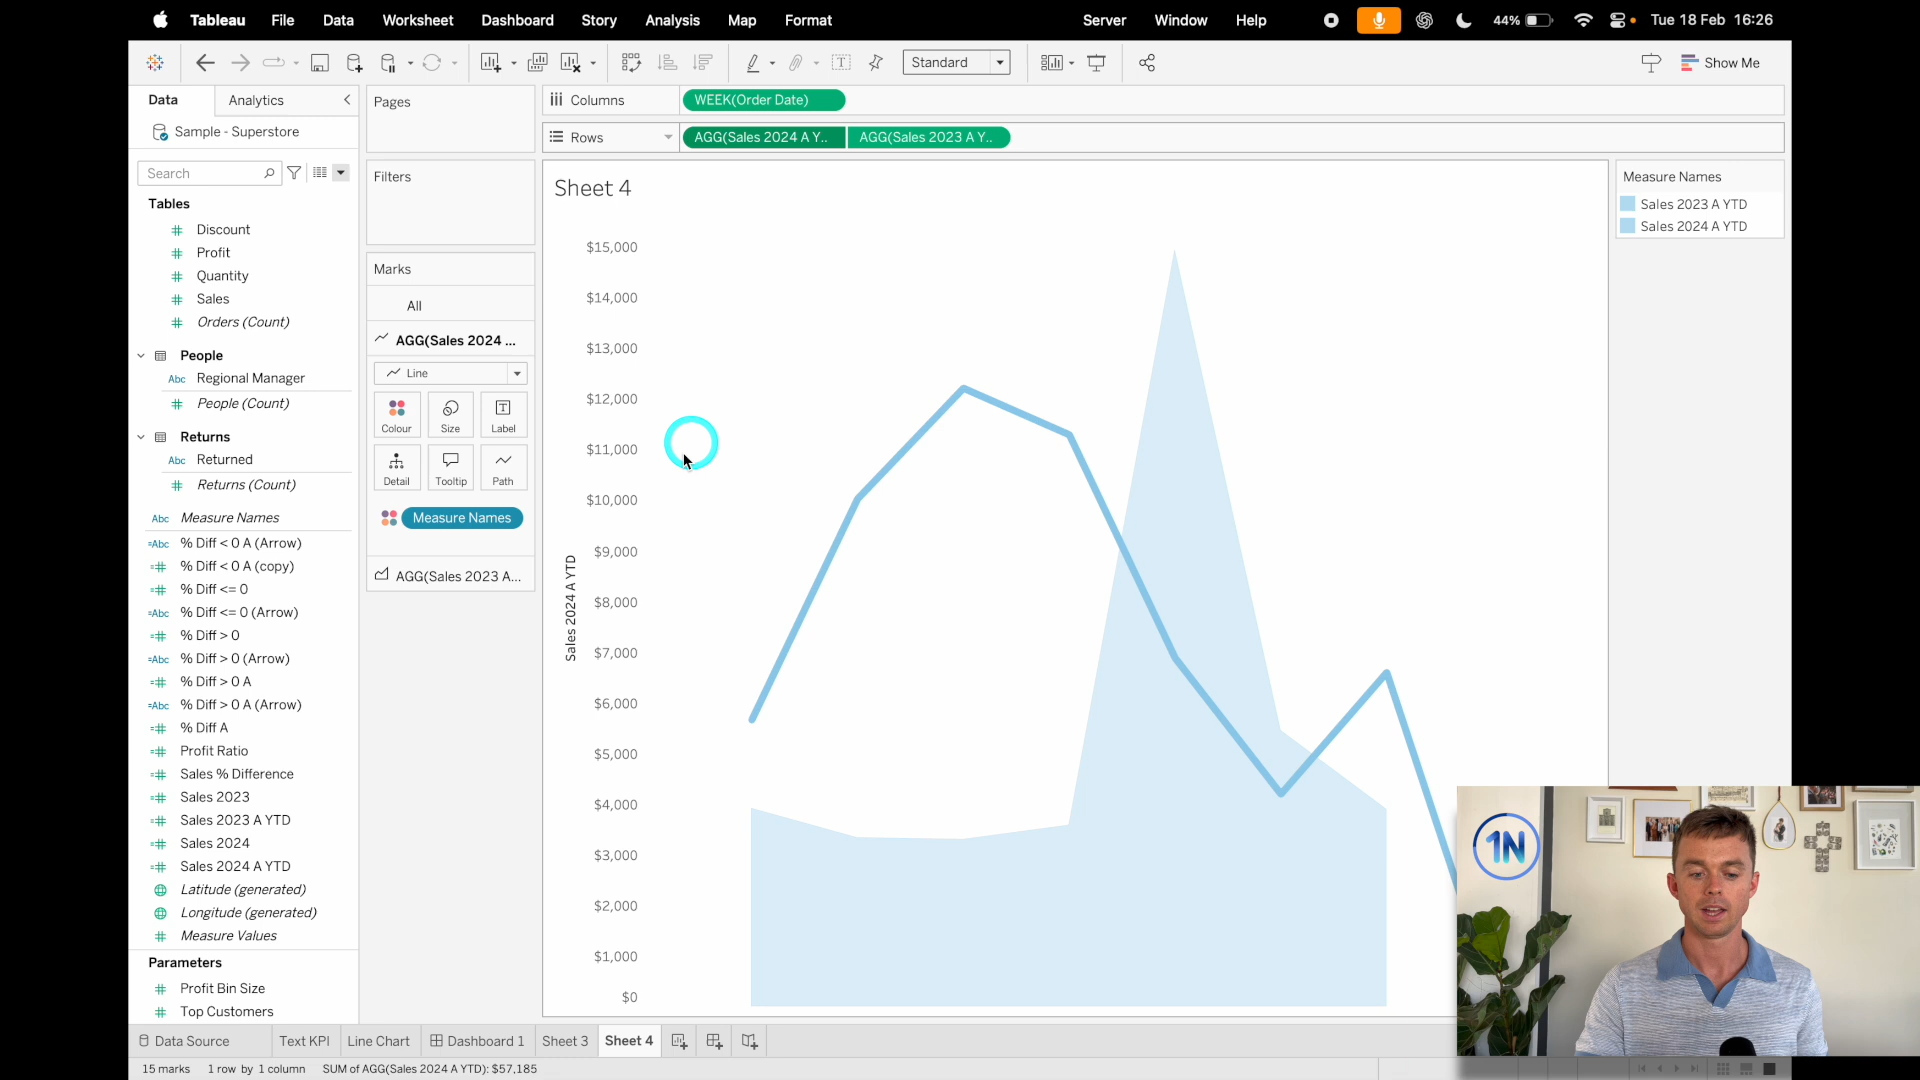 Tableau File Data Worksheet Dashboard Story Analysis Map Format Server Window Help 44% Tue 18 Feb 16:26
Standard Show Me
Data Analytics
Sample - Superstore
Search
Tables
Discount
Profit
Quantity
Sales
Orders (Count)
People
Abc Regional Manager
People (Count)
Returns
Abc Returned
Returns (Count)
Abc Measure Names
=Abc % Diff < 0 A (Arrow)
% Diff < 0 A (copy)
% Diff <= 0
=Abc % Diff <= 0 (Arrow)
% Diff > 0
=Abc % Diff > 0 (Arrow)
% Diff > 0 A
=Abc % Diff > 0 A (Arrow)
% Diff A
Profit Ratio
Sales % Difference
Sales 2023
Sales 2023 A YTD
Sales 2024
Sales 2024 A YTD
Latitude (generated)
Longitude (generated)
Measure Values
Parameters
Profit Bin Size
Top Customers
Pages
Filters
Marks
All
AGG(Sales 2024 ...
Line
Colour Size Label
Detail Tooltip Path
Measure Names
AGG(Sales 2023 A...
Columns WEEK(Order Date)
Rows AGG(Sales 2024 A Y.. AGG(Sales 2023 A Y..
Sheet 4
$15,000
$14,000
$13,000
$12,000
$11,000
$10,000
$9,000
$8,000
$7,000
$6,000
$5,000
$4,000
$3,000
$2,000
$1,000
$0
Sales 2024 A YTD
Measure Names
Sales 2023 A YTD
Sales 2024 A YTD
1N
Data Source Text KPI Line Chart Dashboard 1 Sheet 3 Sheet 4
15 marks 1 row by 1 column SUM of AGG(Sales 2024 A YTD): $57,185